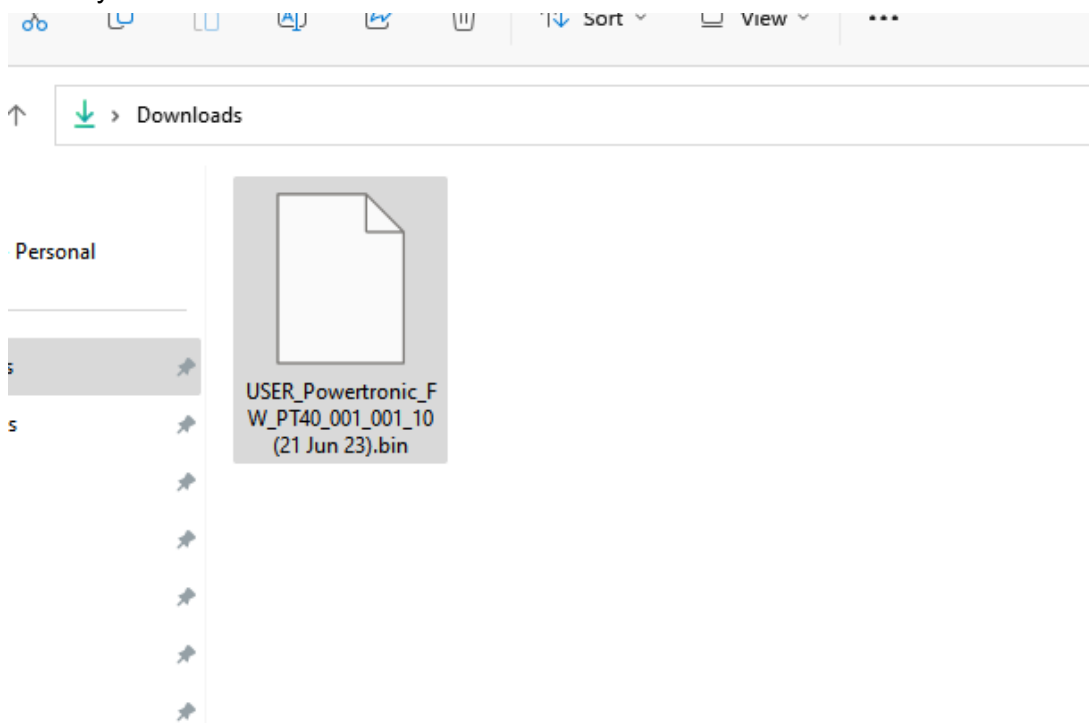 Sort
View
Downloads
Personal
s
s
USER_Powertronic_F
W_PT40_001_001_10
(21 Jun 23).bin